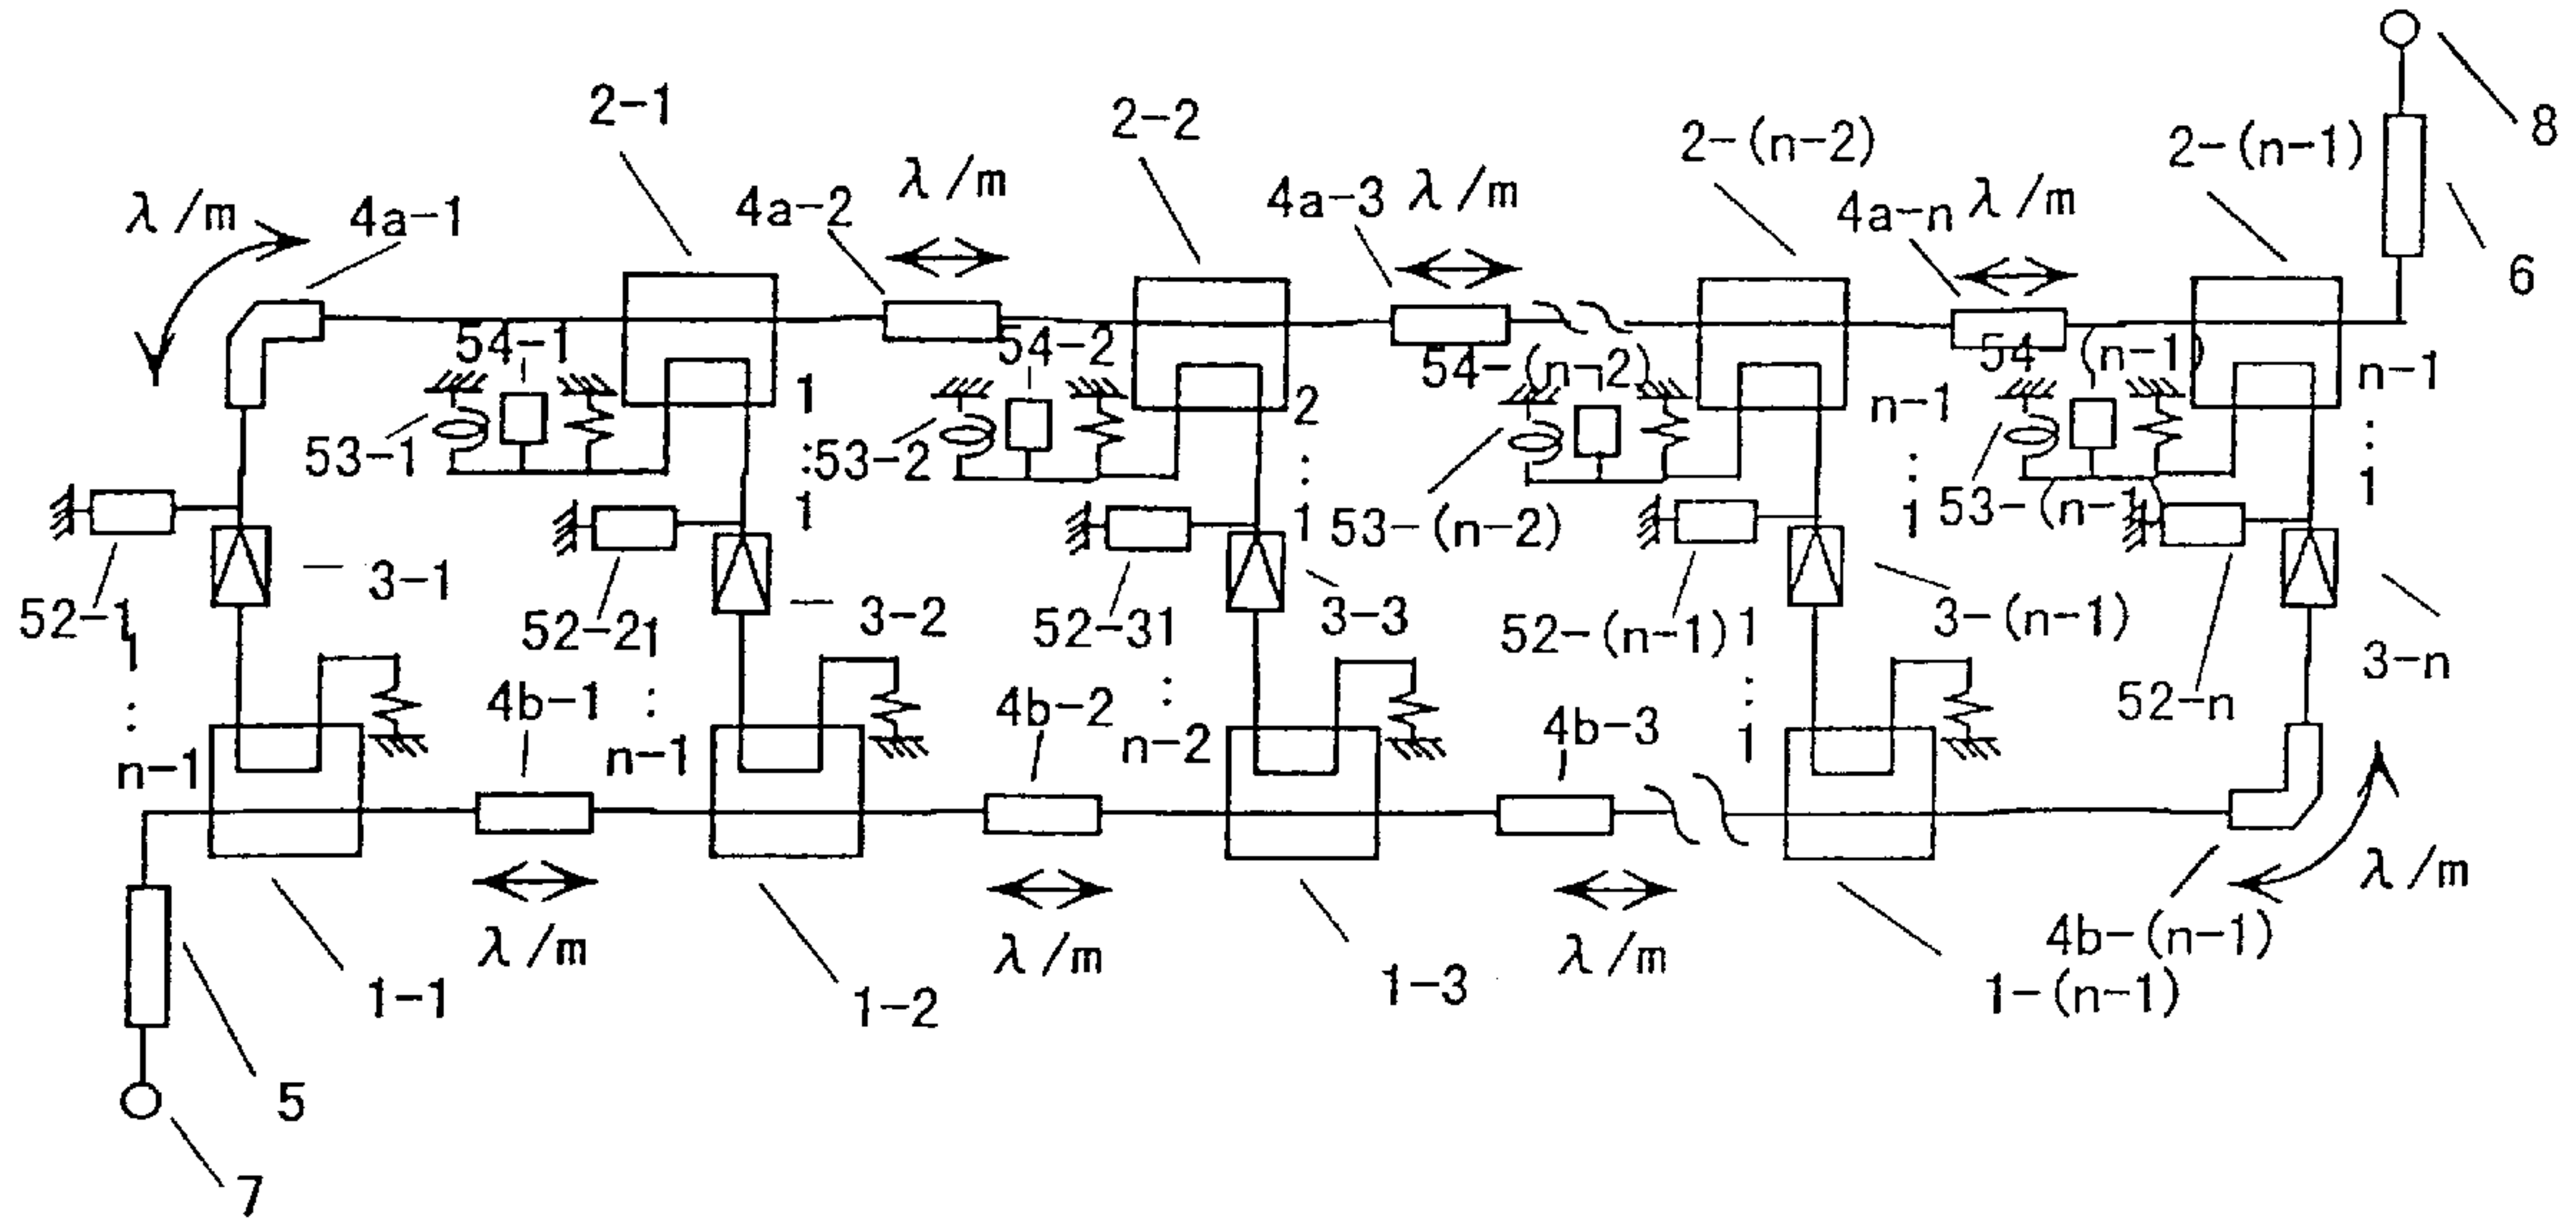 8
2-1
2-2
2-(n-2)
2-(n-1)
λ/m
4a-1
4a-2
λ/m
4a-3
λ/m
4a-n
λ/m
6
54-1
54-2
54-(n-2)
54-(n-1)
53-1
53-2
53-(n-2)
53-(n-1)
1
:
1
2
:
1
n-1
:
1
n-1
:
1
52-1
3-1
52-2
3-2
52-3
3-3
52-(n-1)
3-(n-1)
52-n
3-n
1
:
n-1
1
:
n-1
1
:
n-2
1
:
1
4b-1
4b-2
4b-3
4b-(n-1)
λ/m
λ/m
λ/m
λ/m
1-1
1-2
1-3
1-(n-1)
5
7